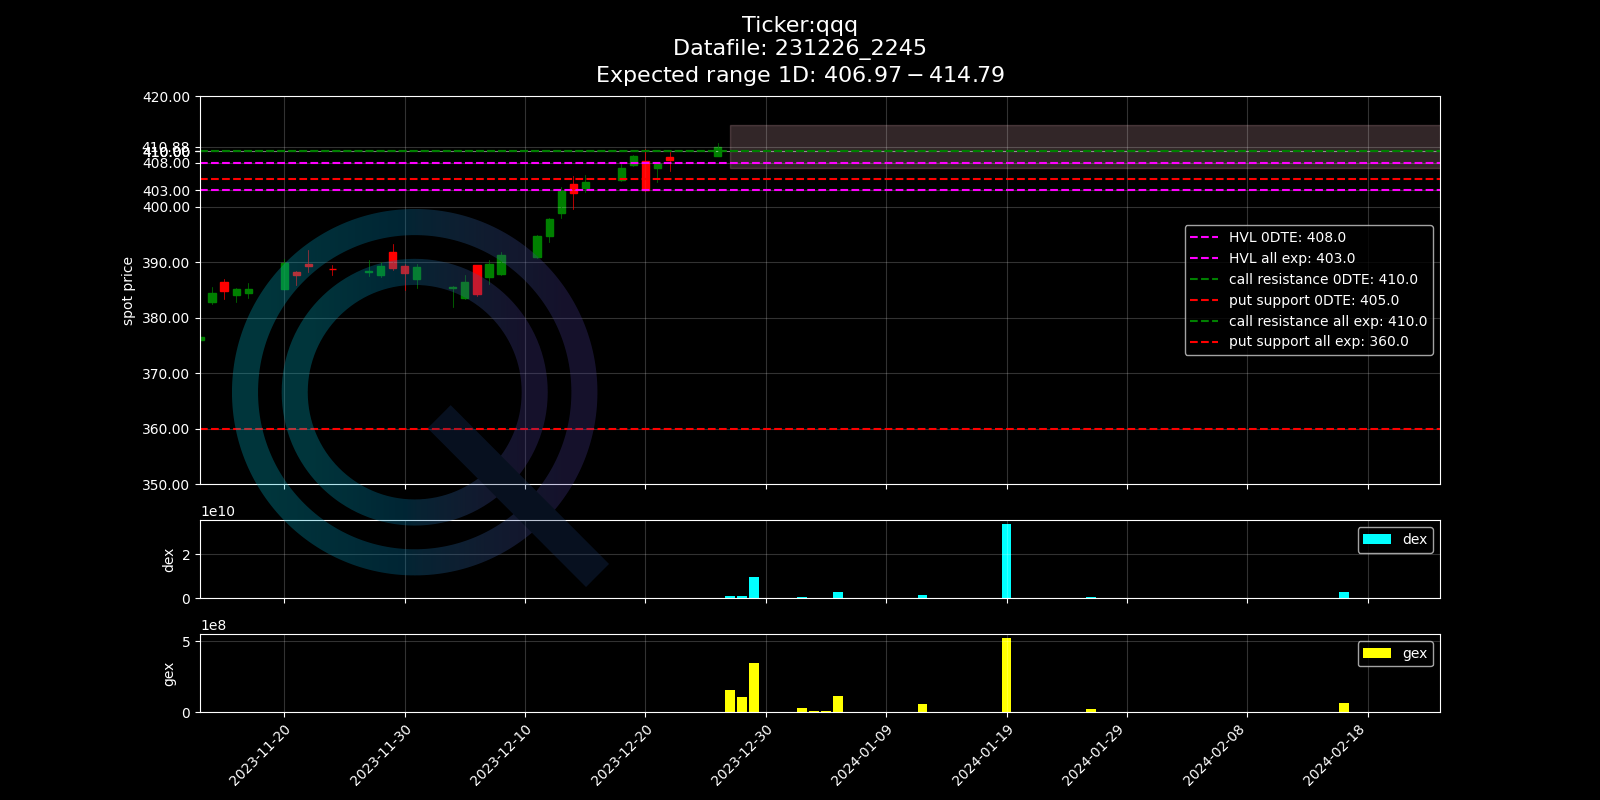 Ticker:qqq
Datafile: 231226_2245
Expected range 1D: 406.97 − 414.79
420.00
410.88
410.00
408.00
403.00
400.00
390.00
380.00
370.00
360.00
350.00
spot price
HVL 0DTE: 408.0
HVL all exp: 403.0
call resistance 0DTE: 410.0
put support 0DTE: 405.0
call resistance all exp: 410.0
put support all exp: 360.0
1e10
2
0
dex
dex
1e8
5
0
gex
gex
2023-11-20
2023-11-30
2023-12-10
2023-12-20
2023-12-30
2024-01-09
2024-01-19
2024-01-29
2024-02-08
2024-02-18